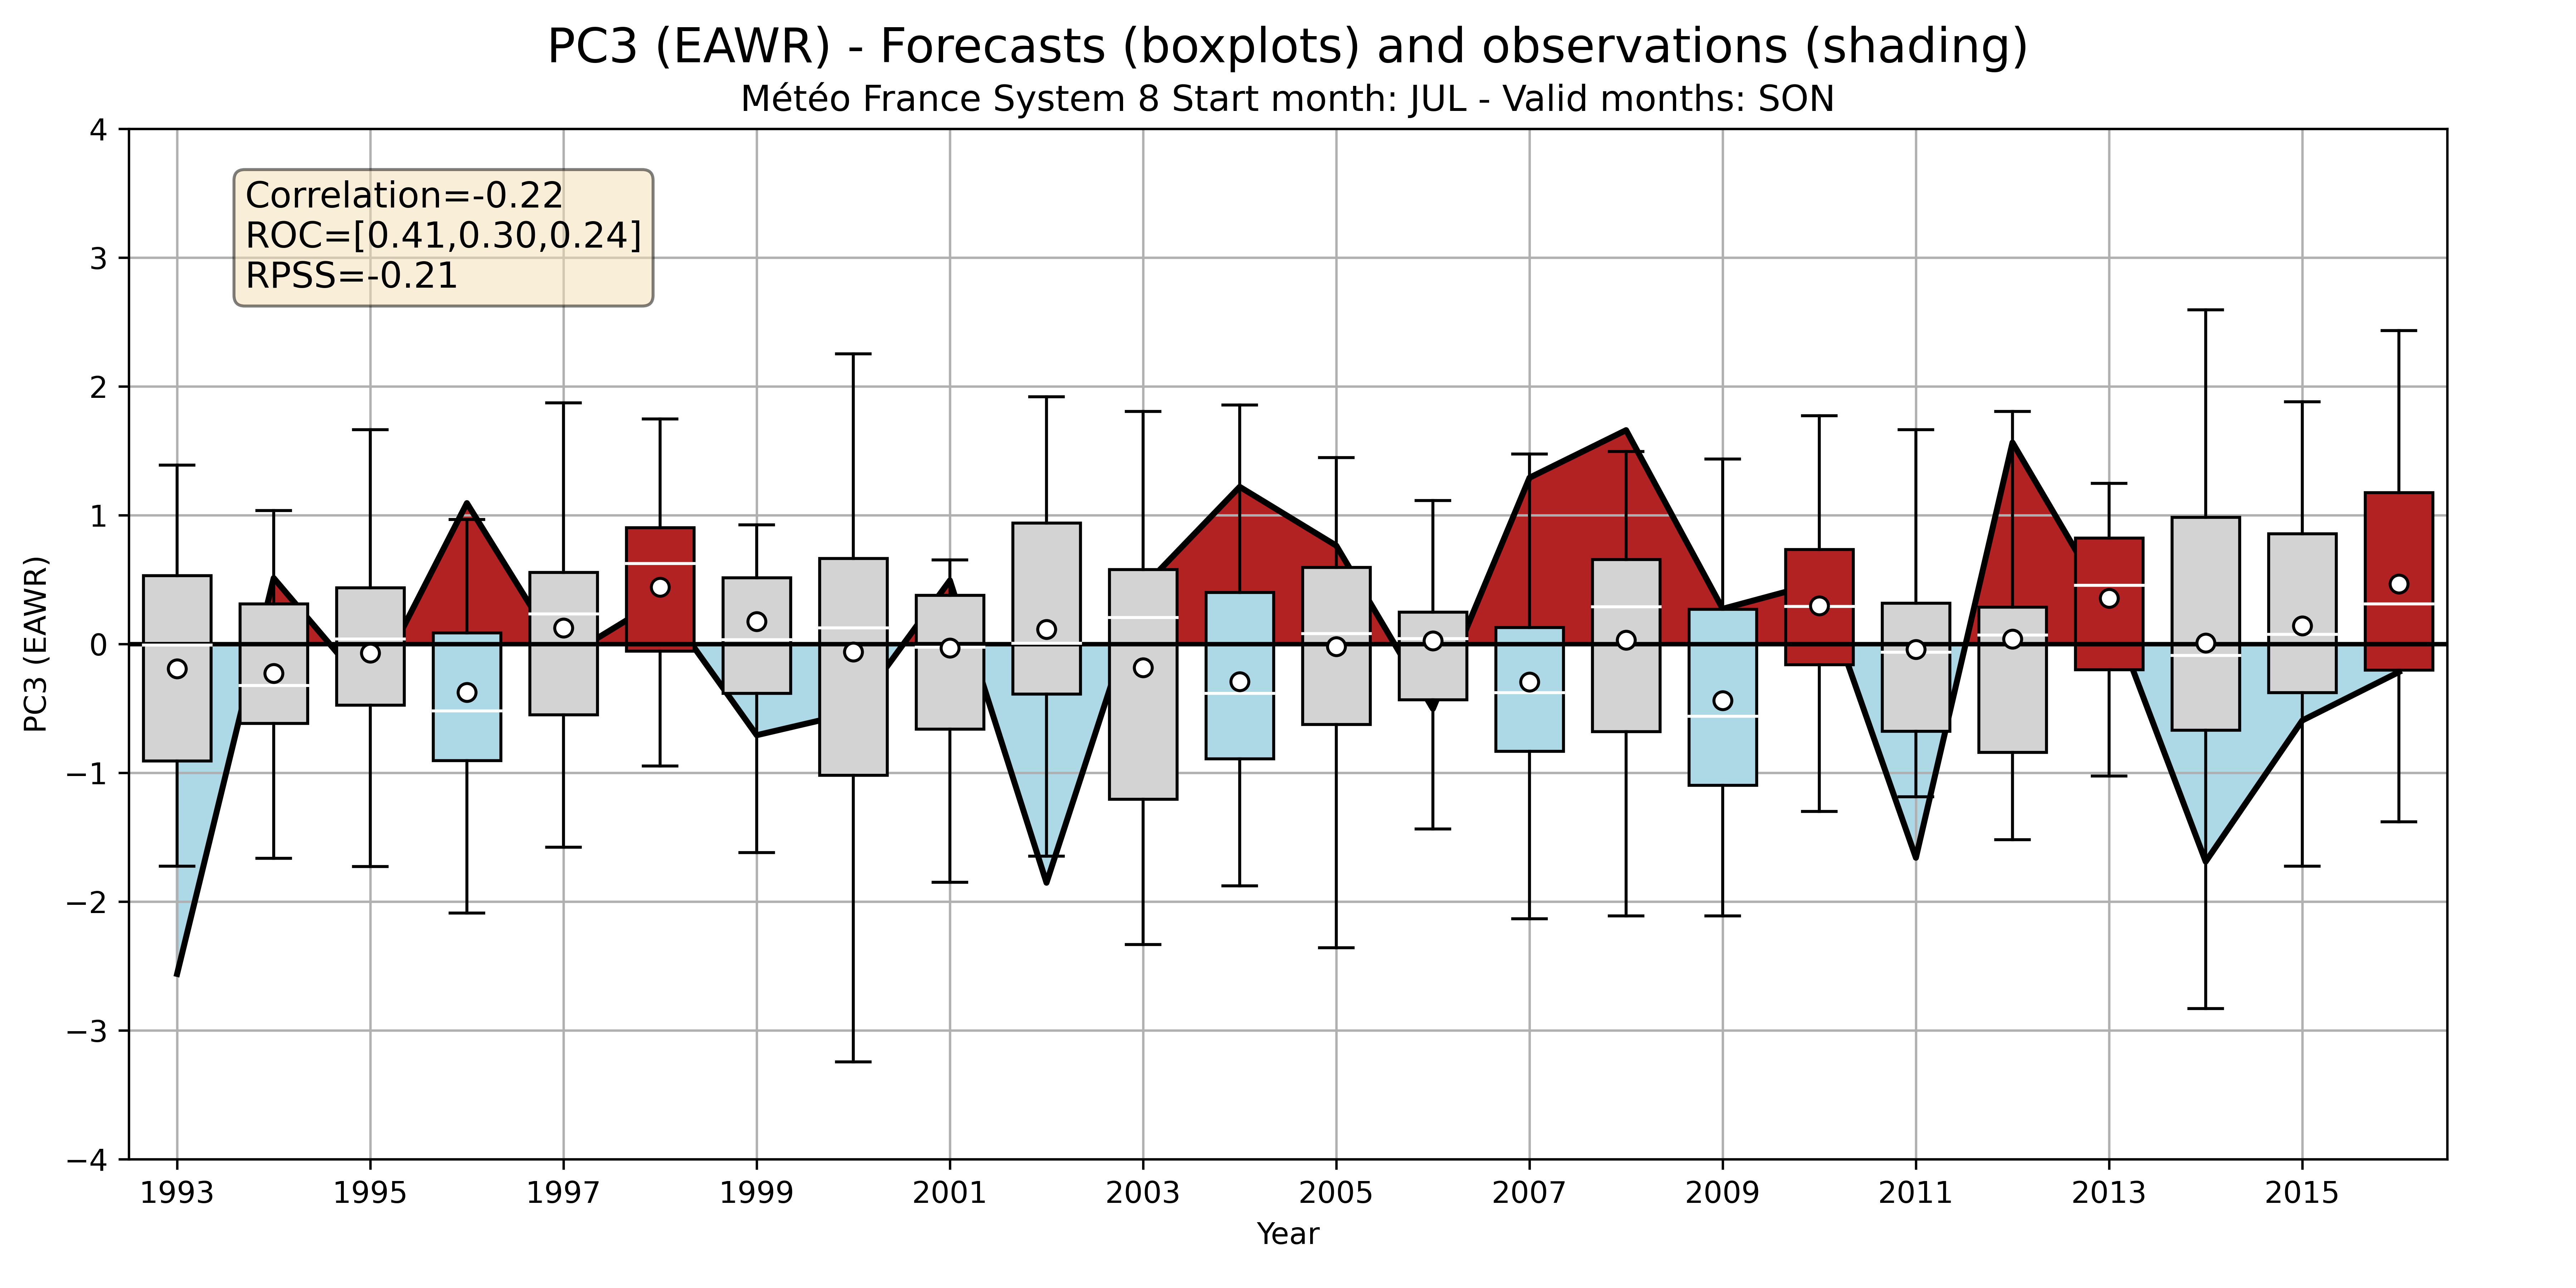 PC3 (EAWR) - Forecasts (boxplots) and observations (shading)
Météo France System 8 Start month: JUL - Valid months: SON
Correlation=-0.22
ROC=[0.41,0.30,0.24]
RPSS=-0.21
PC3 (EAWR)
4
3
2
1
0
−1
−2
−3
−4
1993 1995 1997 1999 2001 2003 2005 2007 2009 2011 2013 2015
Year